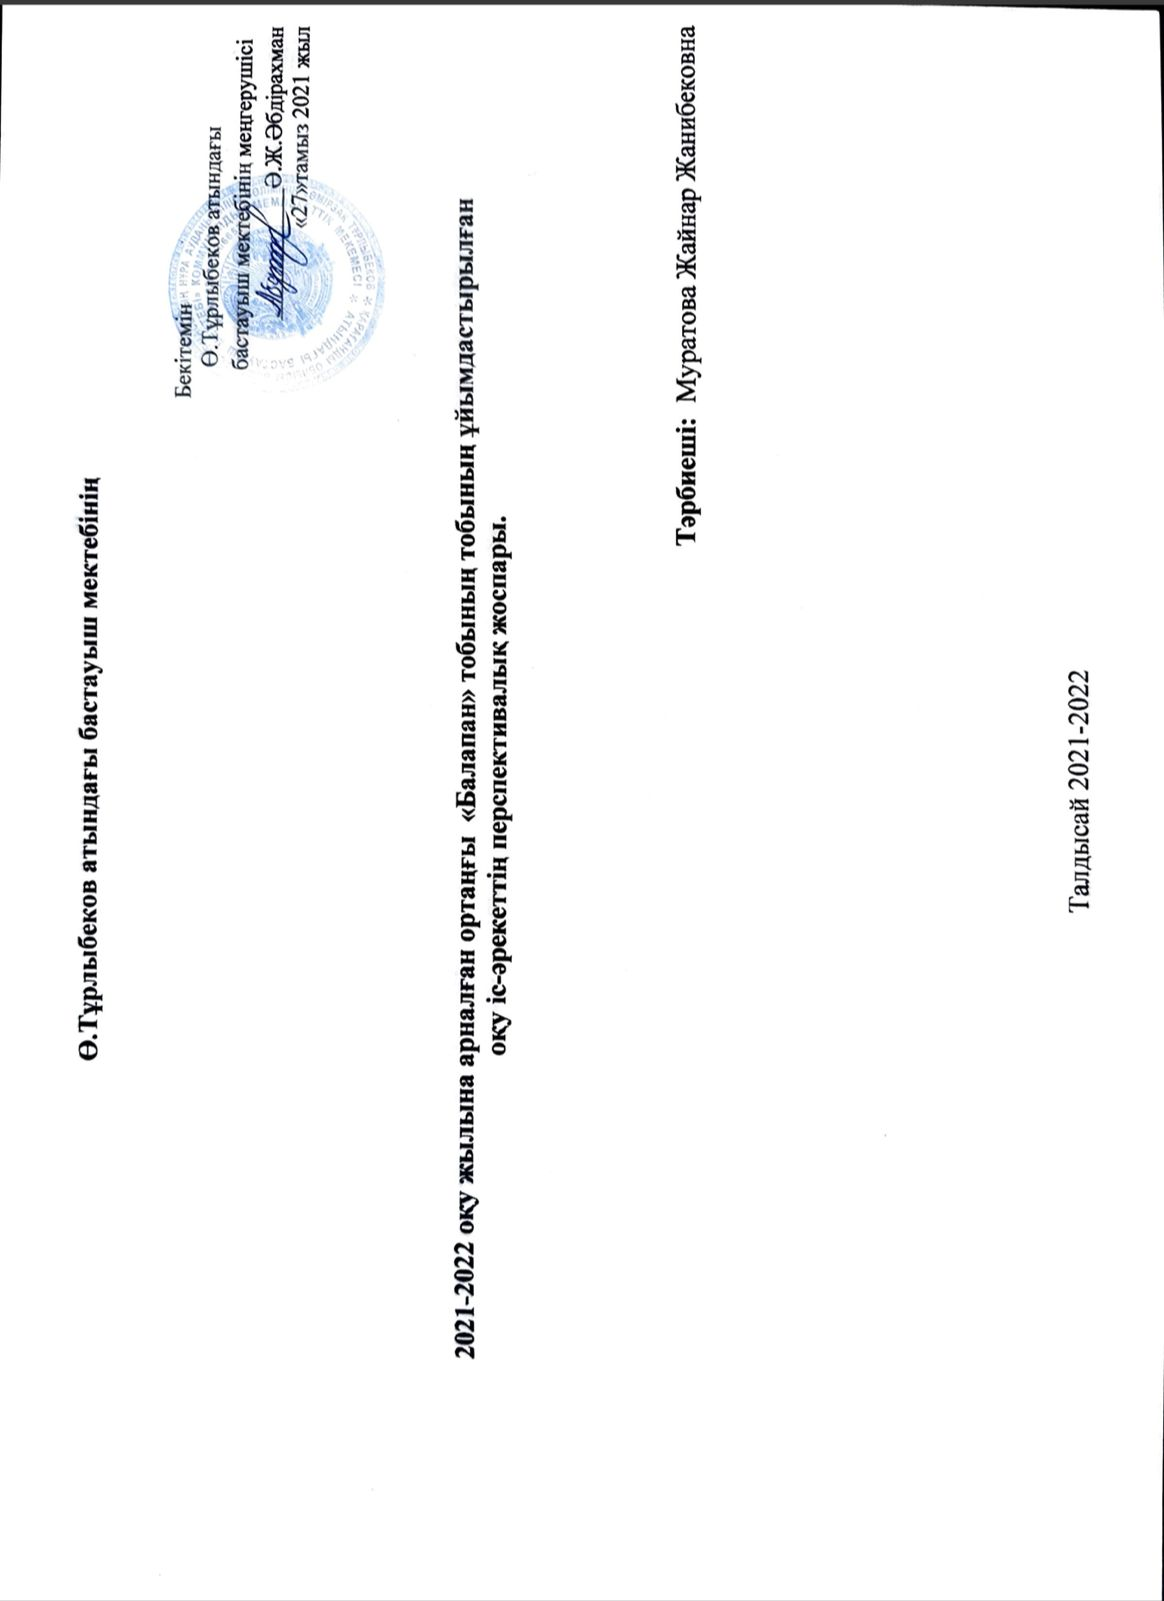 Ө.Тұрлыбеков атындағы бастауыш мектебінің
Бекітемін
Ө.Тұрлыбеков атындағы
бастауыш мектебінің меңгерушісі
Ә.Ж.Әбдірахман
«27»тамыз 2021 жыл
2021-2022 оқу жылына арналған ортаңғы «Балапан» тобының тобының ұйымдастырылған
оқу іс-әрекеттің перспективалық жоспары.
Тәрбиеші: Муратова Жайнар Жанибековна
Талдысай 2021-2022